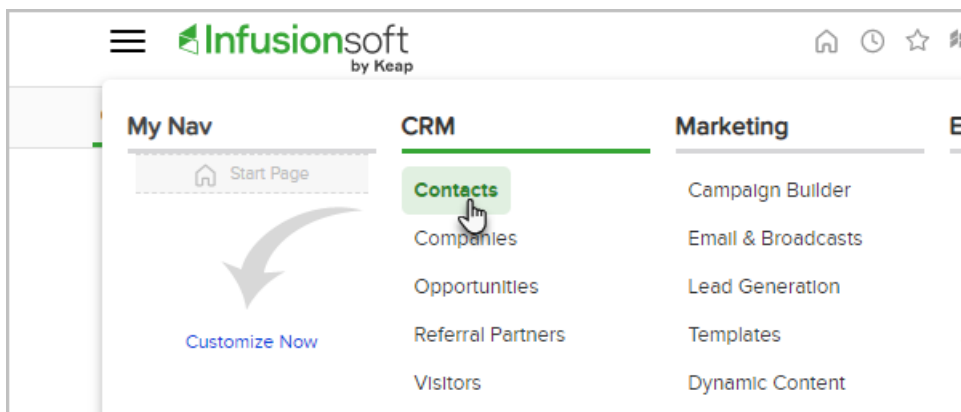 Infusionsoft
by Keap
My Nav
CRM
Marketing
Start Page
Contacts
Campaign Builder
Companies
Email & Broadcasts
Opportunities
Lead Generation
Customize Now
Referral Partners
Templates
Visitors
Dynamic Content